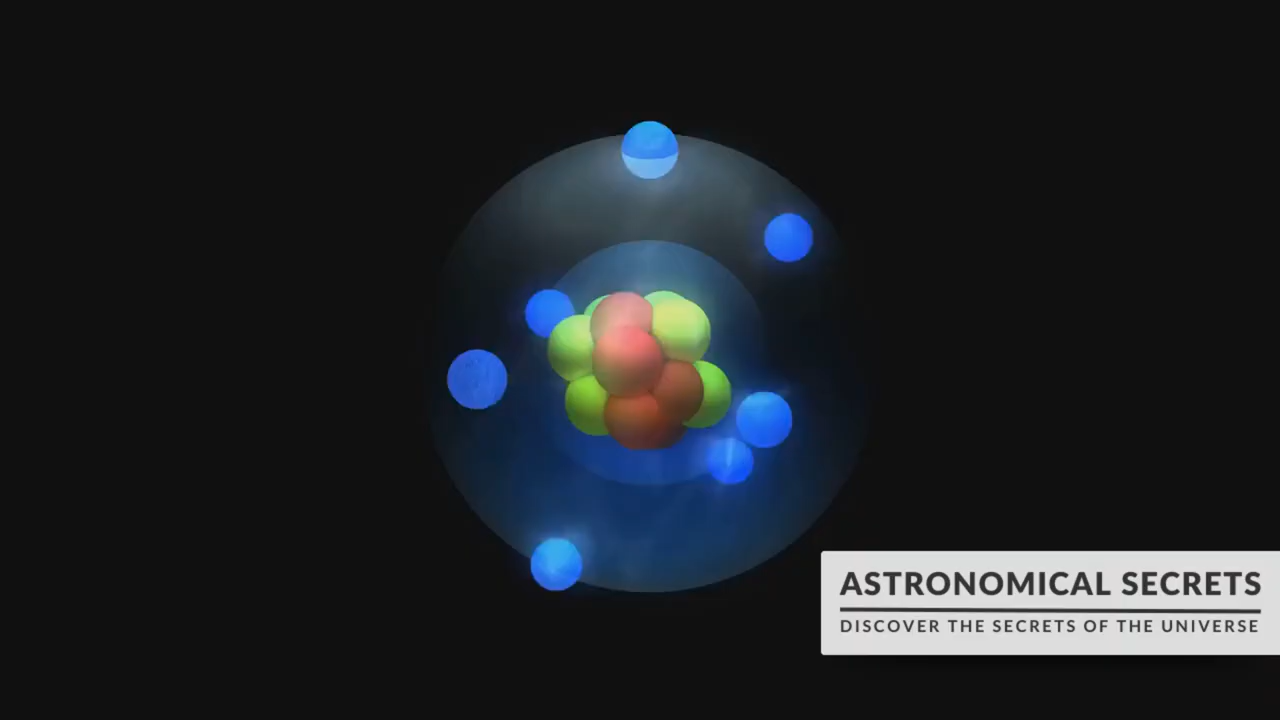 ASTRONOMICAL SECRETS
DISCOVER THE SECRETS OF THE UNIVERSE